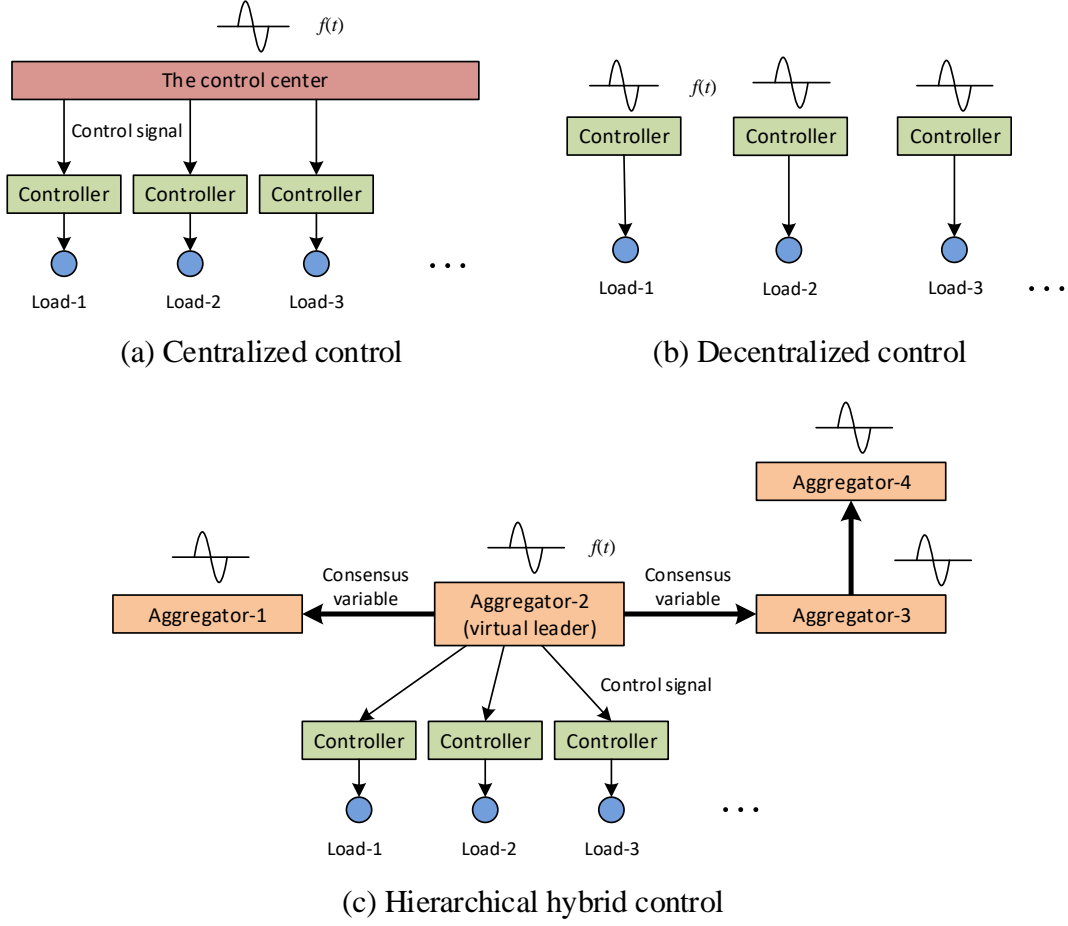 f(t)
The control center
Control signal
Controller
Controller
Controller
Load-1
Load-2
Load-3
...
(a) Centralized control
f(t)
Controller
Controller
Controller
Load-1
Load-2
Load-3
...
(b) Decentralized control
Aggregator-4
f(t)
Consensus
variable
Consensus
variable
Aggregator-1
Aggregator-2
(virtual leader)
Aggregator-3
Control signal
Controller
Controller
Controller
Load-1
Load-2
Load-3
...
(c) Hierarchical hybrid control